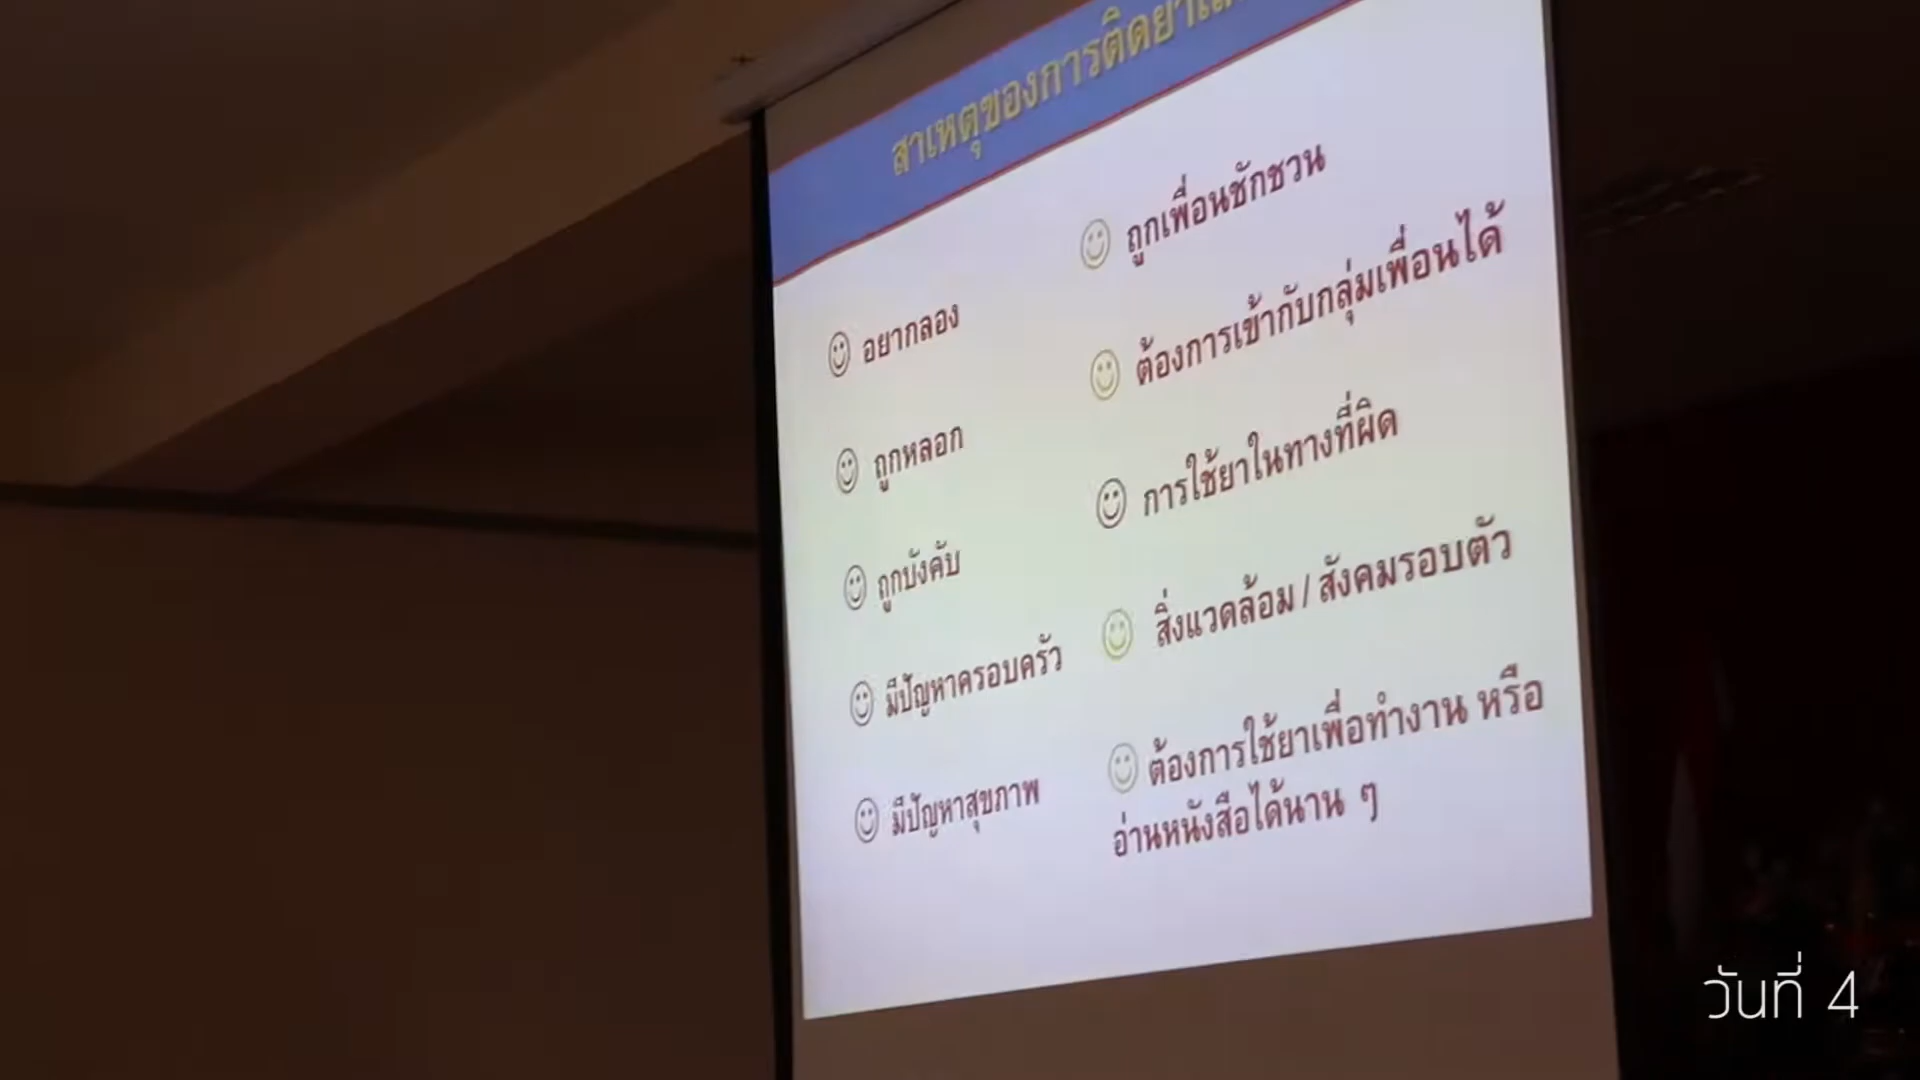 สาเหตุของการติดยา
อยากลอง
ถูกหลอก
ถูกบังคับ
มีปัญหาครอบครัว
มีปัญหาสุขภาพ
ถูกเพื่อนชักชวน
ต้องการเข้ากับกลุ่มเพื่อนได้
การใช้ยาในทางที่ผิด
สิ่งแวดล้อม / สังคมรอบตัว
ต้องการใช้ยาเพื่อทำงาน หรือ
อ่านหนังสือได้นาน ๆ
วันที่ 4